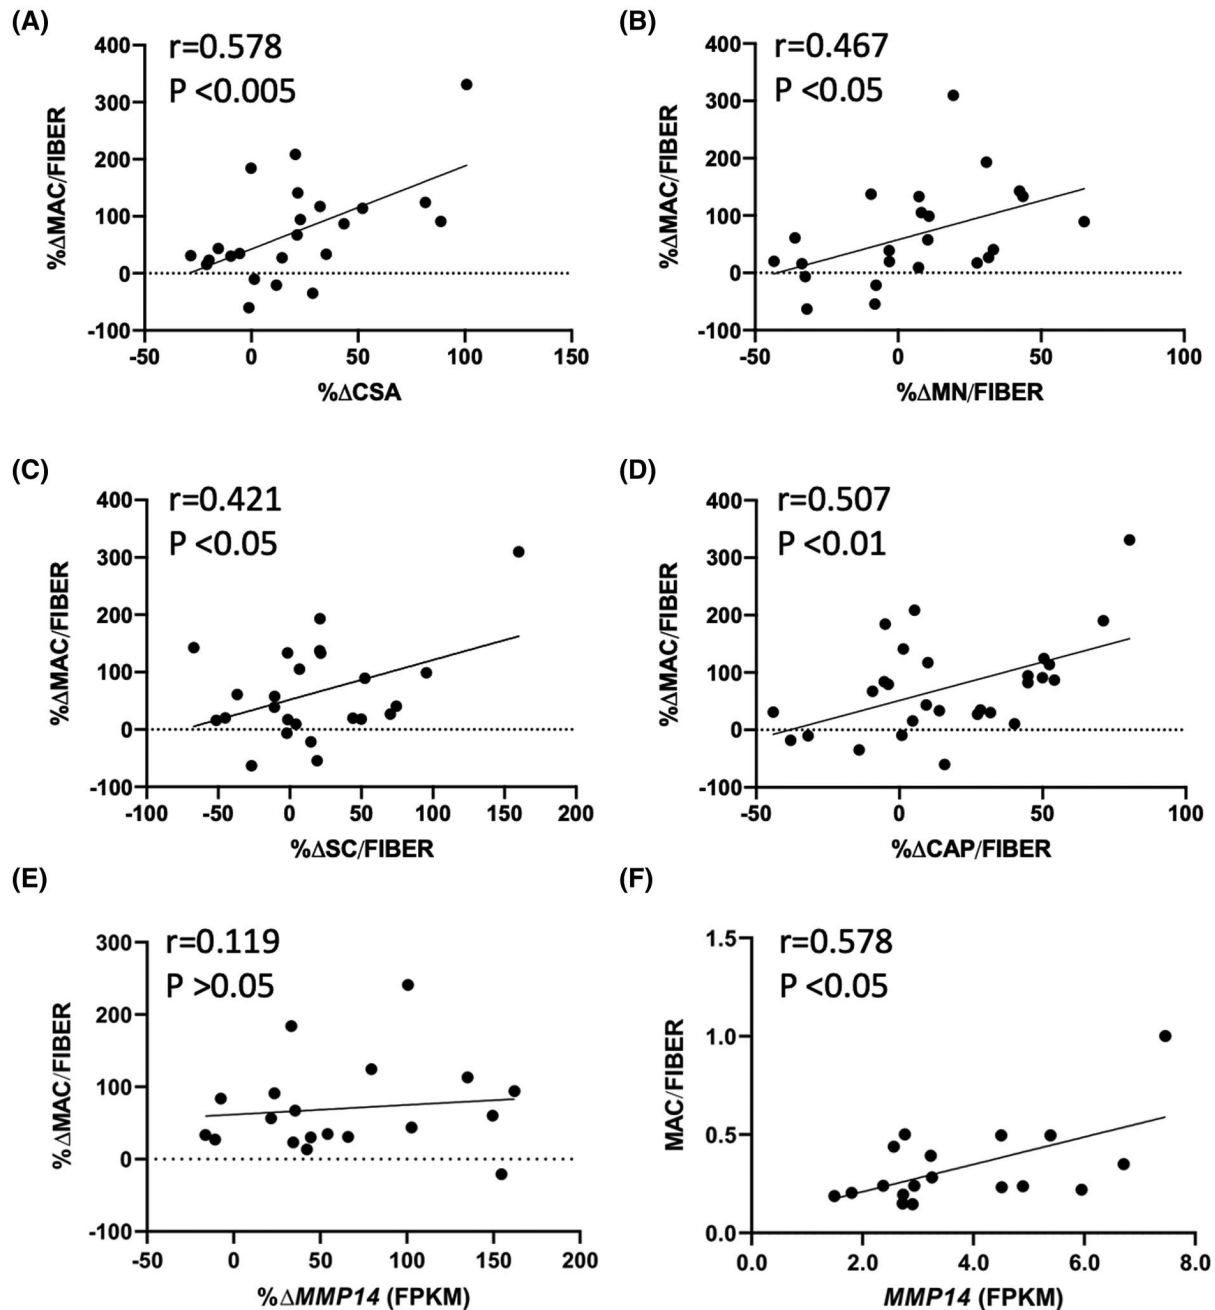 (A)
r=0.578
P <0.005
400
300
200
100
0
-100
%ΔMAC/FIBER
-50 0 50 100 150
%ΔCSA
(B)
r=0.467
P <0.05
400
300
200
100
0
-100
%ΔMAC/FIBER
-50 0 50 100
%ΔMN/FIBER
(C)
r=0.421
P <0.05
400
300
200
100
0
-100
%ΔMAC/FIBER
-100 -50 0 50 100 150 200
%ΔSC/FIBER
(D)
r=0.507
P <0.01
400
300
200
100
0
-100
%ΔMAC/FIBER
-50 0 50 100
%ΔCAP/FIBER
(E)
r=0.119
P >0.05
300
200
100
0
-100
%ΔMAC/FIBER
-50 0 50 100 150 200
%ΔMMP14 (FPKM)
(F)
r=0.578
P <0.05
1.5
1.0
0.5
0.0
MAC/FIBER
0.0 2.0 4.0 6.0 8.0
MMP14 (FPKM)